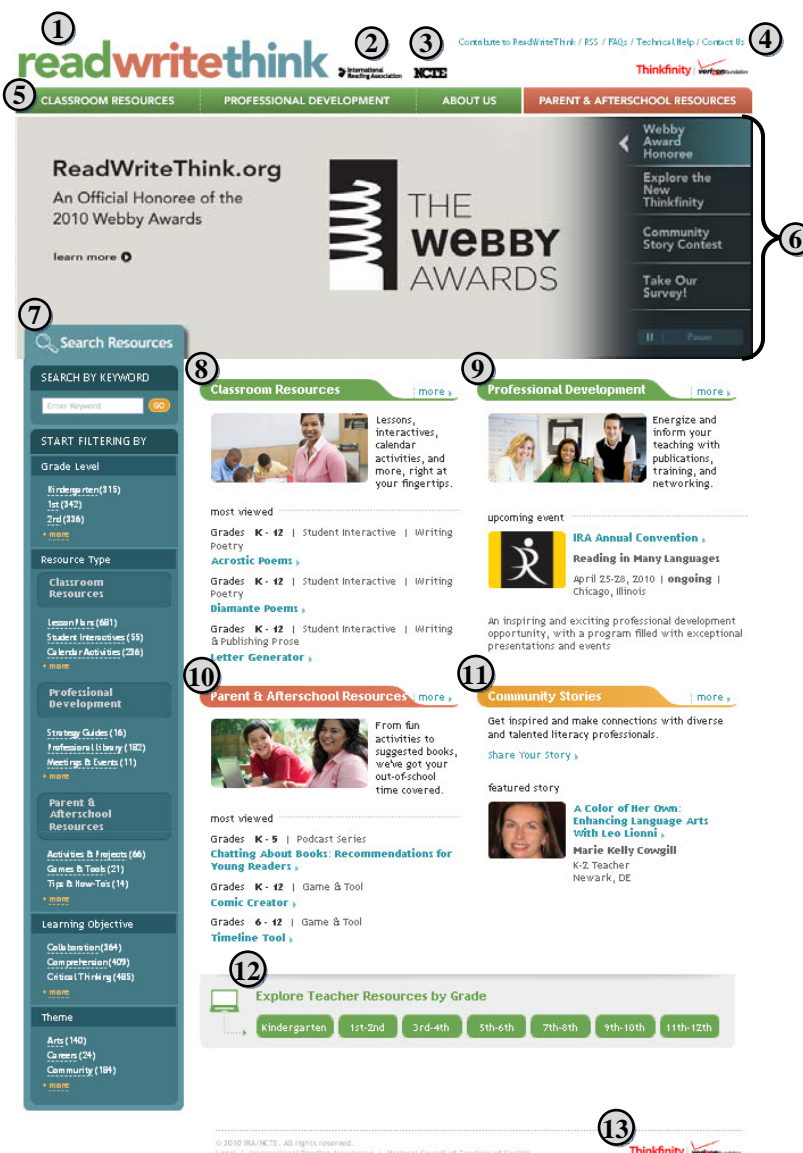 1
2
3
4
Contribute to ReadWriteThink / RSS / FAQs / Technical Help / Contact Us
readwritethink
International
Reading Association
NCTE
Thinkfinity
verizon foundation
5
CLASSROOM RESOURCES
PROFESSIONAL DEVELOPMENT
ABOUT US
PARENT & AFTERSCHOOL RESOURCES
ReadWriteThink.org
An Official Honoree of the
2010 Webby Awards
learn more
THE
WEBBY
AWARDS
Webby
Award
Honoree
Explore the
New
Thinkfinity
Community
Story Contest
Take Our
Survey!
Pause
6
7
Search Resources
SEARCH BY KEYWORD
Enter Keyword
GO
START FILTERING BY
Grade Level
Kindergarten (315)
1st (342)
2nd (336)
+ more
Resource Type
Classroom
Resources
Lesson Plans (681)
Student Interactives (55)
Calendar Activities (236)
+ more
Professional
Development
Strategy Guides (16)
Professional Library (182)
Meetings & Events (11)
+ more
Parent &
Afterschool
Resources
Activities & Projects (66)
Games & Tools (21)
Tips & How-To's (14)
+ more
Learning Objective
Collaboration (364)
Comprehension (409)
Critical Thinking (485)
+ more
Theme
Arts (140)
Careers (24)
Community (184)
+ more
8
Classroom Resources
more
Lessons,
interactives,
calendar
activities, and
more, right at
your fingertips.
most viewed
Grades K - 12 | Student Interactive | Writing
Poetry
Acrostic Poems
Grades K - 12 | Student Interactive | Writing
Poetry
Diamante Poems
Grades K - 12 | Student Interactive | Writing
& Publishing Prose
Letter Generator
9
Professional Development
more
Energize and
inform your
teaching with
publications,
training, and
networking.
upcoming event
IRA Annual Convention
Reading in Many Languages
April 25-28, 2010 | ongoing |
Chicago, Illinois
An inspiring and exciting professional development
opportunity, with a program filled with exceptional
presentations and events
10
Parent & Afterschool Resources
more
From fun
activities to
suggested books,
we've got your
out-of-school
time covered.
most viewed
Grades K - 5 | Podcast Series
Chatting About Books: Recommendations for
Young Readers
Grades K - 12 | Game & Tool
Comic Creator
Grades 6 - 12 | Game & Tool
Timeline Tool
11
Community Stories
more
Get inspired and make connections with diverse
and talented literacy professionals.
Share Your Story
featured story
A Color of Her Own:
Enhancing Language Arts
With Leo Lionni
Marie Kelly Cowgill
K-2 Teacher
Newark, DE
12
Explore Teacher Resources by Grade
Kindergarten
1st-2nd
3rd-4th
5th-6th
7th-8th
9th-10th
11th-12th
13
© 2010 IRA/NCTE. All rights reserved.
Thinkfinity